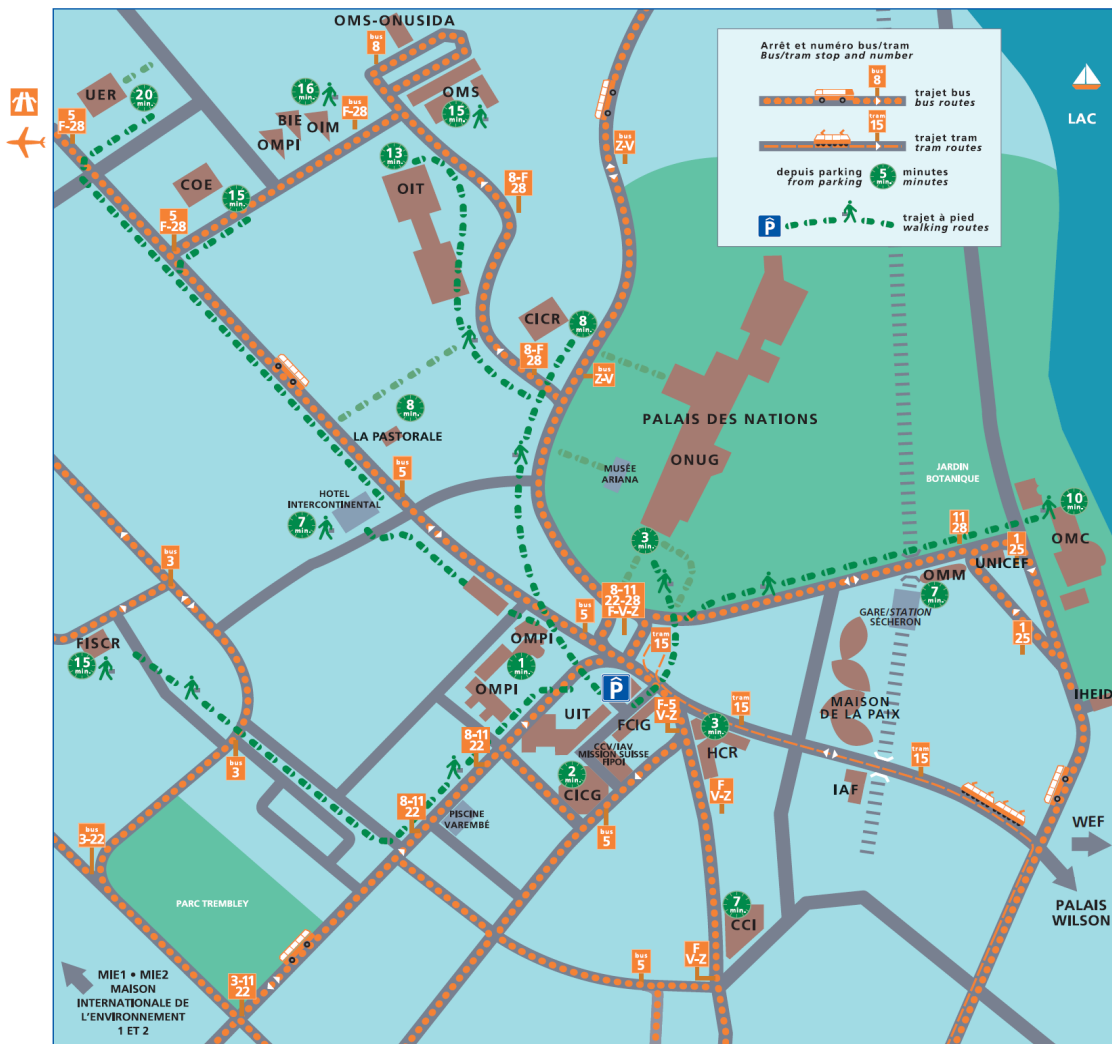 OMS-ONUSIDA
bus
8
Arrêt et numéro bus/tram
Bus/tram stop and number
bus
8
trajet bus
bus routes
tram
15
trajet tram
tram routes
depuis parking
from parking
5
min.
minutes
minutes
P
trajet à pied
walking routes
LAC
UER
20
min.
5
F-28
16
min.
BIE
OIM
OMPI
bus
F-28
OMS
15
min.
bus
Z-V
COE
15
min.
5
F-28
13
min.
OIT
8-F
28
CICR
8
min.
8-F
28
bus
Z-V
8
min.
LA PASTORALE
PALAIS DES NATIONS
ONUG
MUSÉE
ARIANA
JARDIN
BOTANIQUE
bus
5
HOTEL
INTERCONTINENTAL
7
min.
3
min.
10
min.
OMC
11
28
1
25
UNICEF
OMM
7
min.
GARE/STATION
SÉCHERON
1
25
bus
3
FISCR
15
min.
bus
5
8-11
22-28
F-V-Z
tram
15
OMPI
1
min.
OMPI
P
UIT
FCIG
F-5
V-Z
tram
15
3
min.
HCR
MAISON
DE LA PAIX
IHEID
CCV/IAV
MISSION SUISSE
FIPOI
2
min.
CICG
8-11
22
bus
3
tram
15
IAF
F
V-Z
8-11
22
PISCINE
VAREMBÉ
bus
5
bus
3-22
WEF
PALAIS
WILSON
PARC TREMBLEY
7
min.
CCI
bus
5
F
V-Z
3-11
22
MIE1 • MIE2
MAISON
INTERNATIONALE DE
L'ENVIRONNEMENT
1 ET 2